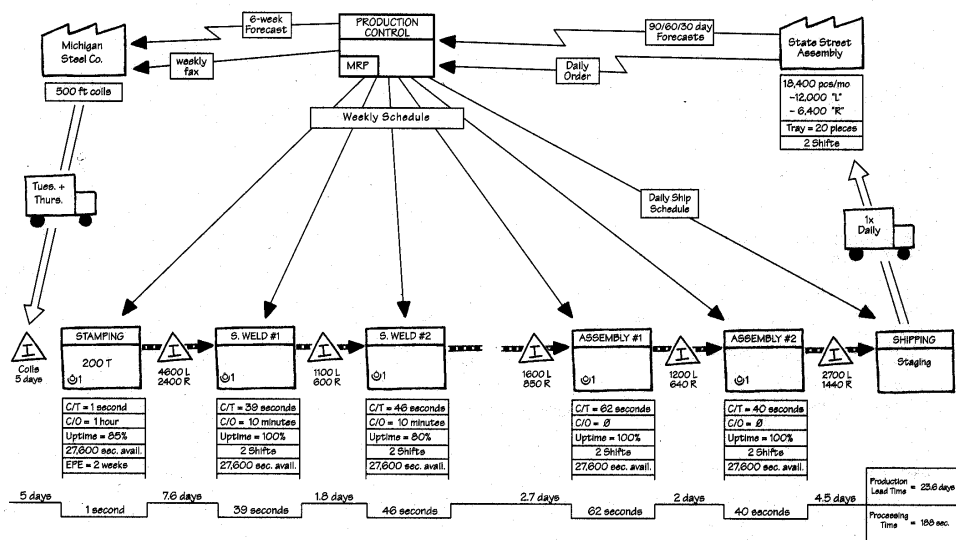 Michigan
Steel Co.
500 ft coils
6-week
Forecast
weekly
fax
PRODUCTION
CONTROL
MRP
90/60/30 day
Forecasts
Daily
Order
State Street
Assembly
18,400 pcs/mo
-12,000 "L"
- 6,400 "R"
Tray = 20 pieces
2 Shifts
Weekly Schedule
Tues. +
Thurs.
Daily Ship
Schedule
1x
Daily
I
Coils
5 days
STAMPING
200 T
1
C/T = 1 second
C/O = 1 hour
Uptime = 85%
27,600 sec. avail.
EPE = 2 weeks
I
4600 L
2400 R
S. WELD #1
1
C/T = 39 seconds
C/O = 10 minutes
Uptime = 100%
2 Shifts
27,600 sec. avail.
I
1100 L
600 R
S. WELD #2
1
C/T = 46 seconds
C/O = 10 minutes
Uptime = 80%
2 Shifts
27,600 sec. avail.
I
1600 L
850 R
ASSEMBLY #1
1
C/T = 62 seconds
C/O = Ø
Uptime = 100%
2 Shifts
27,600 sec. avail.
I
1200 L
640 R
ASSEMBLY #2
1
C/T = 40 seconds
C/O = Ø
Uptime = 100%
2 Shifts
27,600 sec. avail.
I
2700 L
1440 R
SHIPPING
Staging
5 days
1 second
7.6 days
39 seconds
1.8 days
46 seconds
2.7 days
62 seconds
2 days
40 seconds
4.5 days
Production
Lead Time = 23.6 days
Processing
Time = 188 sec.